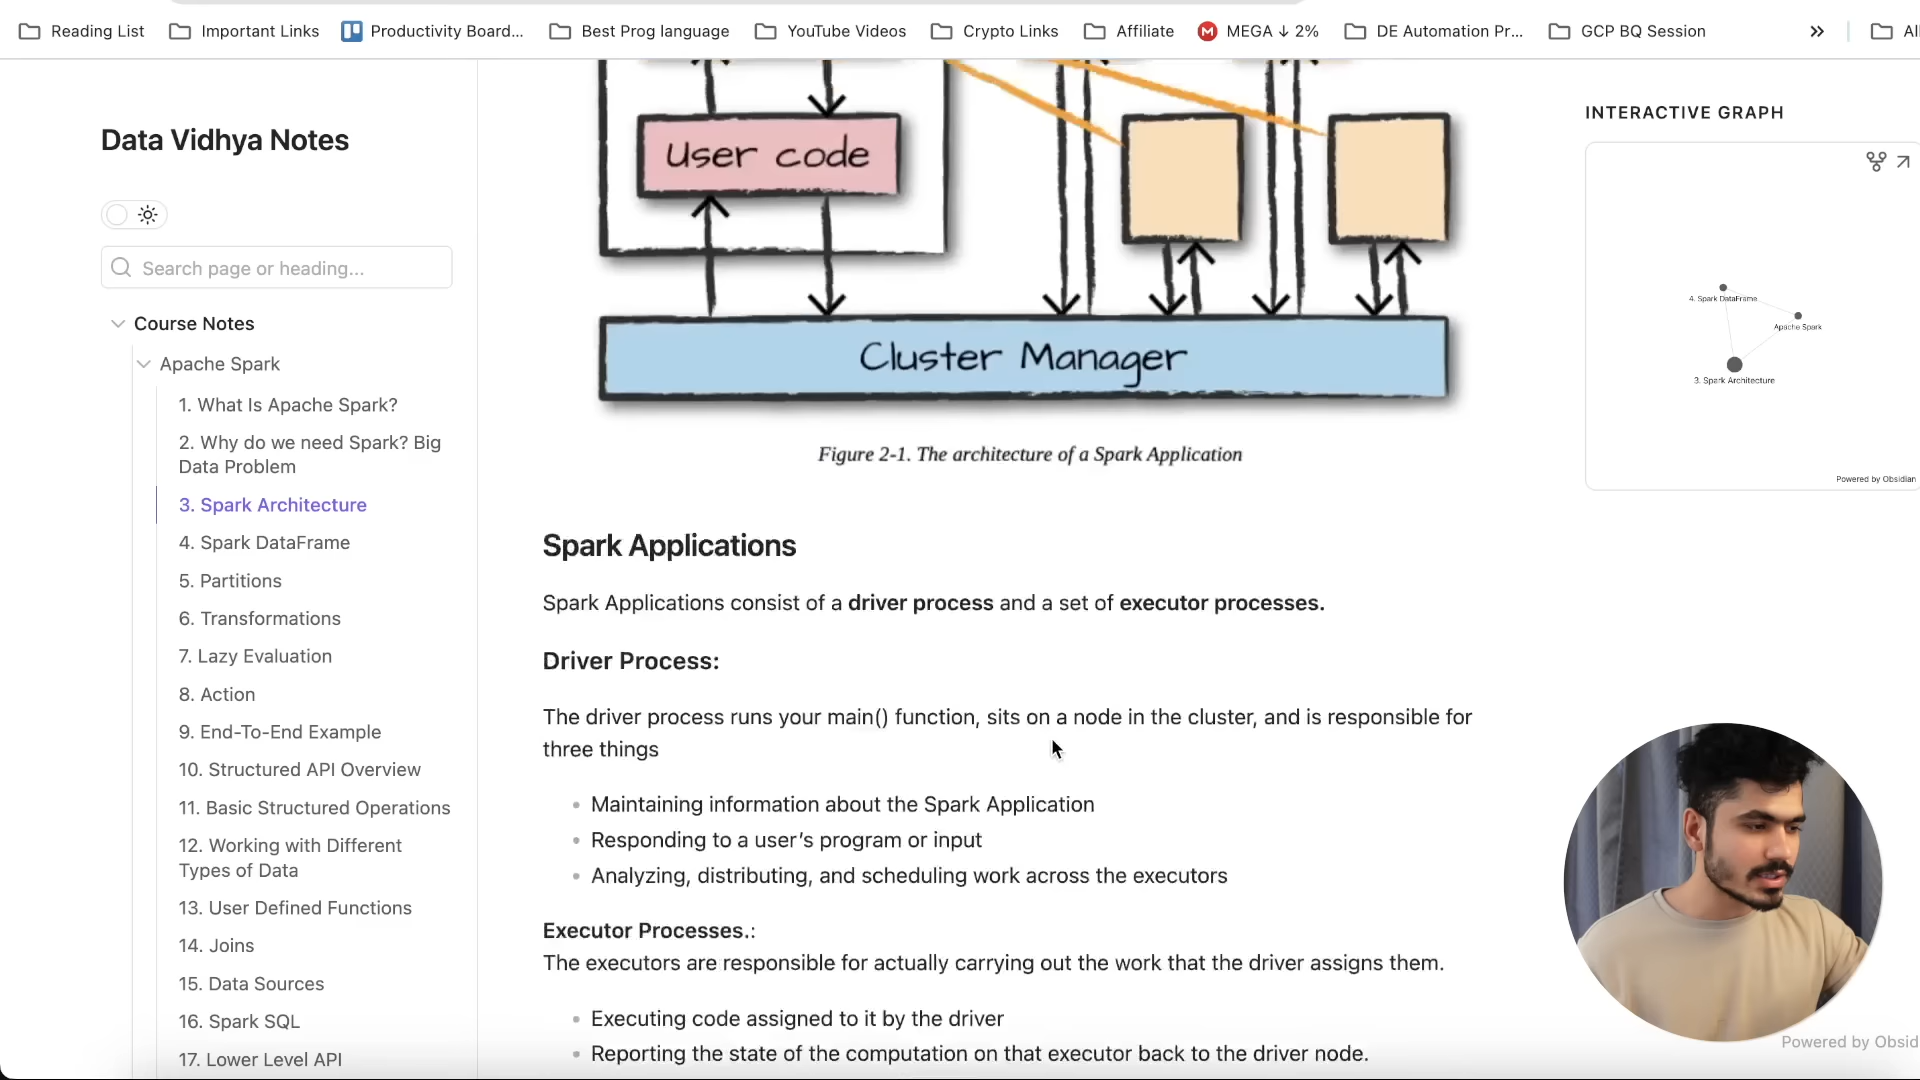 Reading List
Important Links
Productivity Board...
Best Prog language
YouTube Videos
Crypto Links
Affiliate
MEGA ↓ 2%
DE Automation Pr...
GCP BQ Session
»
Data Vidhya Notes
Search page or heading...
Course Notes
Apache Spark
1. What Is Apache Spark?
2. Why do we need Spark? Big
Data Problem
3. Spark Architecture
4. Spark DataFrame
5. Partitions
6. Transformations
7. Lazy Evaluation
8. Action
9. End-To-End Example
10. Structured API Overview
11. Basic Structured Operations
12. Working with Different
Types of Data
13. User Defined Functions
14. Joins
15. Data Sources
16. Spark SQL
17. Lower Level API
User code
Cluster Manager
Figure 2-1. The architecture of a Spark Application
Spark Applications
Spark Applications consist of a driver process and a set of executor processes.
Driver Process:
The driver process runs your main() function, sits on a node in the cluster, and is responsible for
three things
• Maintaining information about the Spark Application
• Responding to a user’s program or input
• Analyzing, distributing, and scheduling work across the executors
Executor Processes.:
The executors are responsible for actually carrying out the work that the driver assigns them.
• Executing code assigned to it by the driver
• Reporting the state of the computation on that executor back to the driver node.
INTERACTIVE GRAPH
4. Spark DataFrame
Apache Spark
3. Spark Architecture
Powered by Obsidian
Powered by Obsid